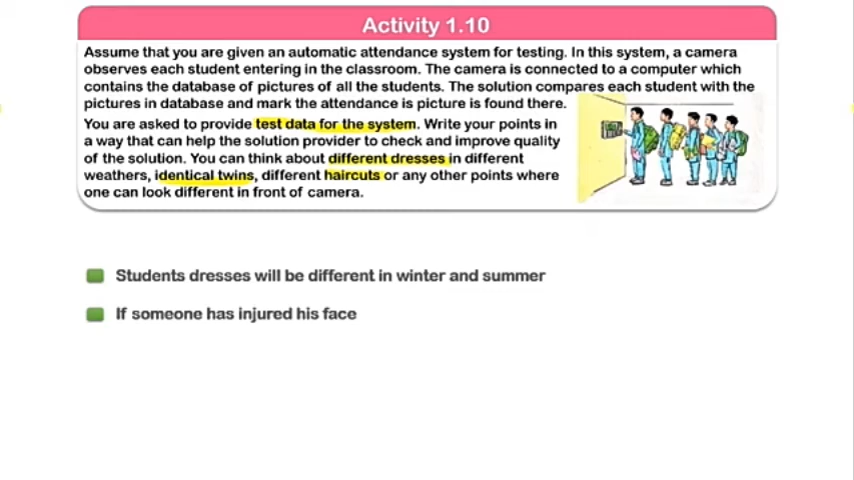 Activity 1.10
Assume that you are given an automatic attendance system for testing. In this system, a camera
observes each student entering in the classroom. The camera is connected to a computer which
contains the database of pictures of all the students. The solution compares each student with the
pictures in database and mark the attendance is picture is found there.
You are asked to provide test data for the system. Write your points in
a way that can help the solution provider to check and improve quality
of the solution. You can think about different dresses in different
weathers, identical twins, different haircuts or any other points where
one can look different in front of camera.
Students dresses will be different in winter and summer
If someone has injured his face